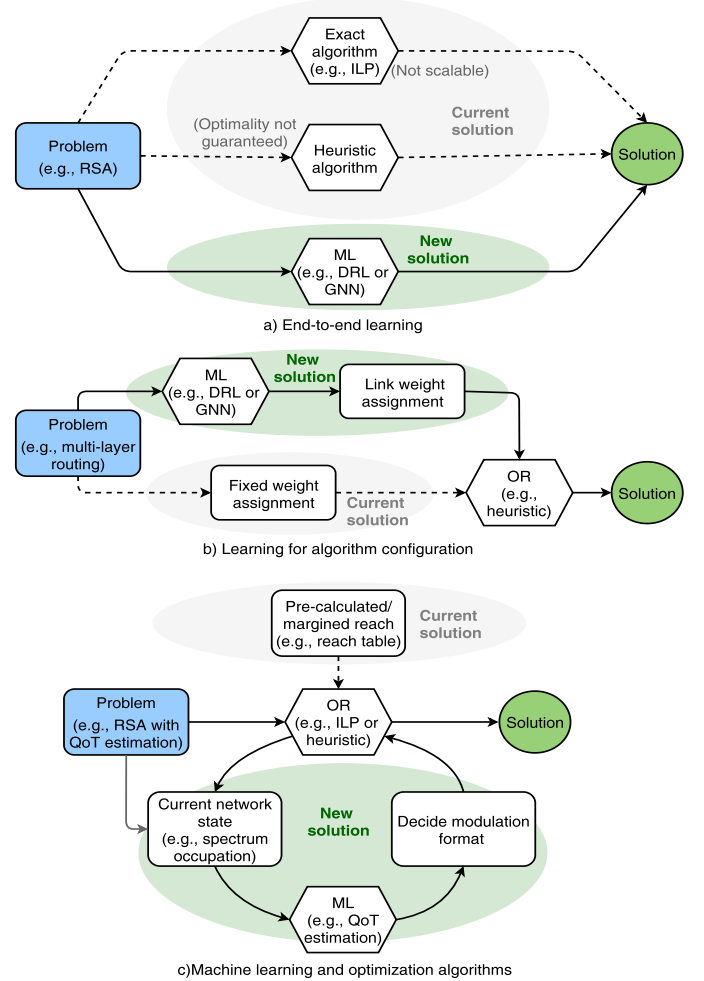 Exact
algorithm
(e.g., ILP)
(Not scalable)
Current
solution
(Optimality not
guaranteed)
Problem
(e.g., RSA)
Heuristic
algorithm
Solution
New
solution
ML
(e.g., DRL or
GNN)
a) End-to-end learning
New
solution
ML
(e.g., DRL or
GNN)
Link weight
assignment
Problem
(e.g., multi-layer
routing)
Fixed weight
assignment
Current
solution
OR
(e.g.,
heuristic)
Solution
b) Learning for algorithm configuration
Pre-calculated/
margined reach
(e.g., reach table)
Current
solution
Problem
(e.g., RSA with
QoT estimation)
OR
(e.g., ILP or
heuristic)
Solution
Current network
state
(e.g., spectrum
occupation)
New
solution
Decide modulation
format
ML
(e.g., QoT
estimation)
c)Machine learning and optimization algorithms